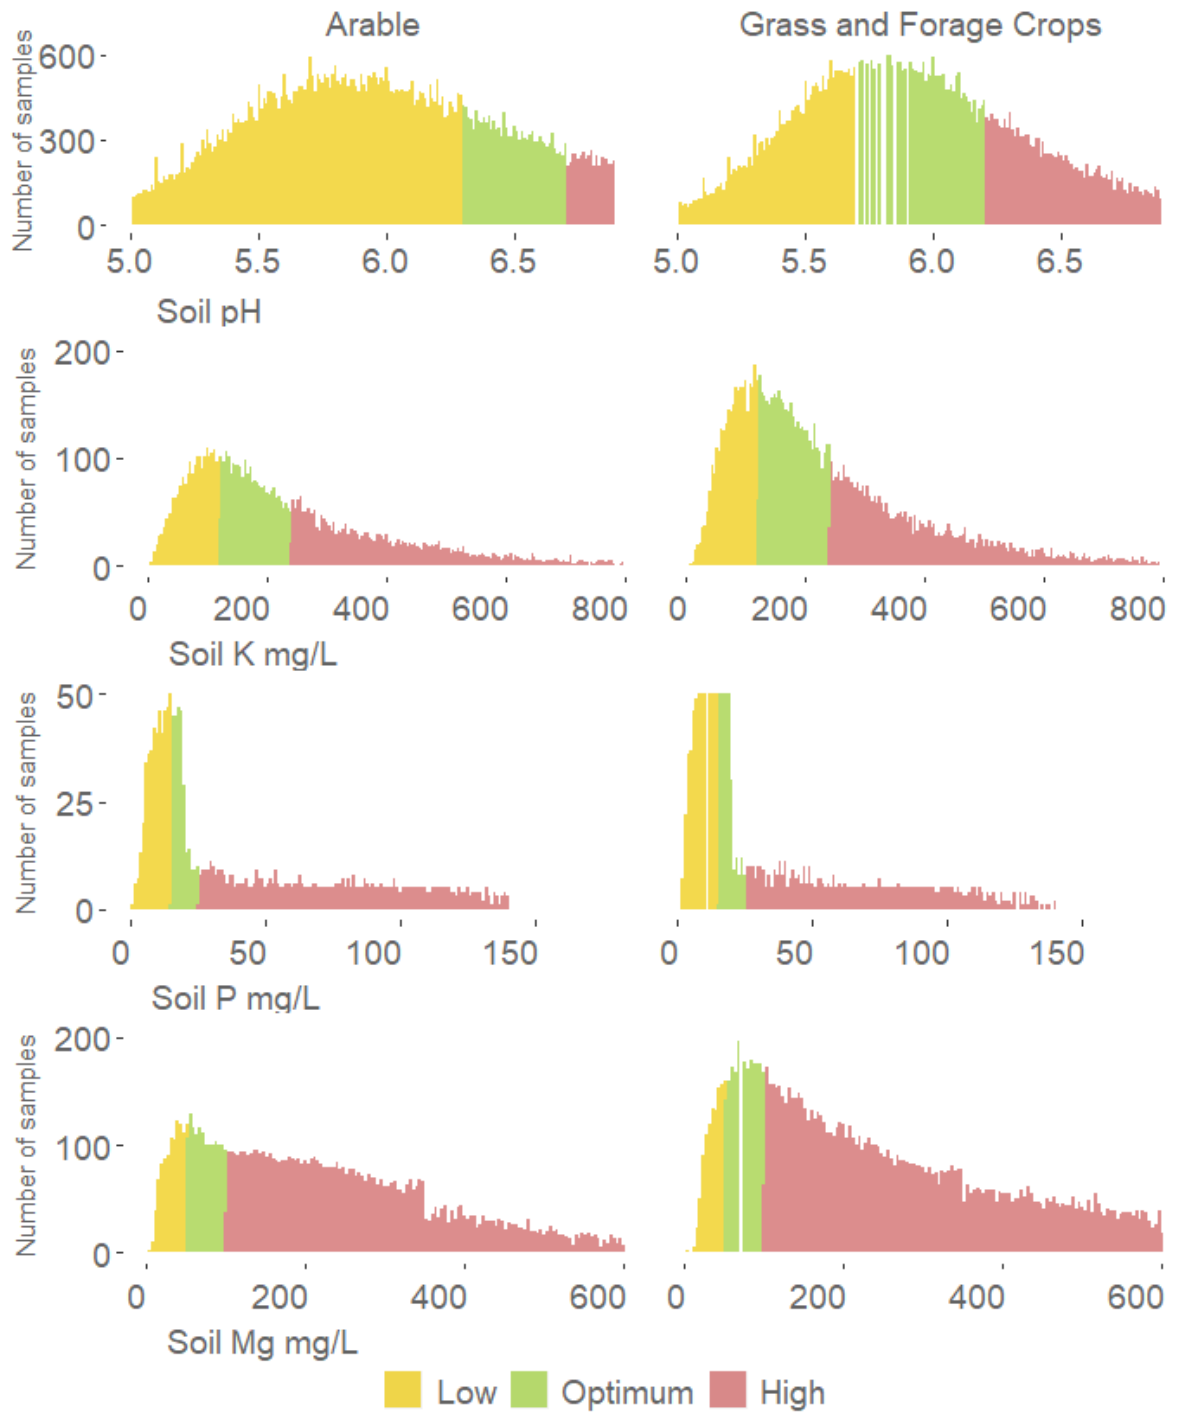 Arable Grass and Forage Crops
Number of samples
600
300
0
5.0 5.5 6.0 6.5 5.0 5.5 6.0 6.5
Soil pH
Number of samples
200
100
0
0 200 400 600 800 0 200 400 600 800
Soil K mg/L
Number of samples
50
25
0
0 50 100 150 0 50 100 150
Soil P mg/L
Number of samples
200
100
0
0 200 400 600 0 200 400 600
Soil Mg mg/L
Low Optimum High